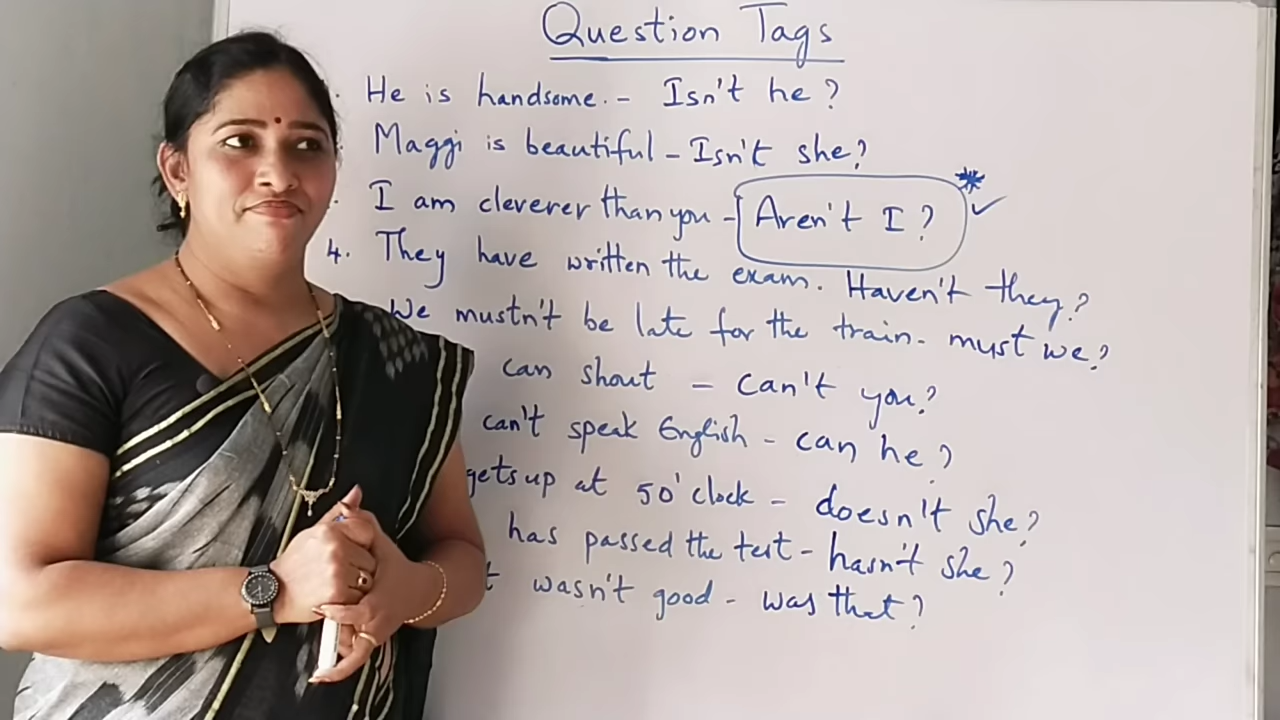 Question Tags
He is handsome. - Isn't he?
Maggi is beautiful - Isn't she?
I am cleverer than you - Aren't I?
4. They have written the exam. Haven't they?
We mustn't be late for the train - must we?
can shout - can't you?
can't speak English - can he?
gets up at 5 O'clock - doesn't she?
has passed the test - hasn't she?
t wasn't good - was that?